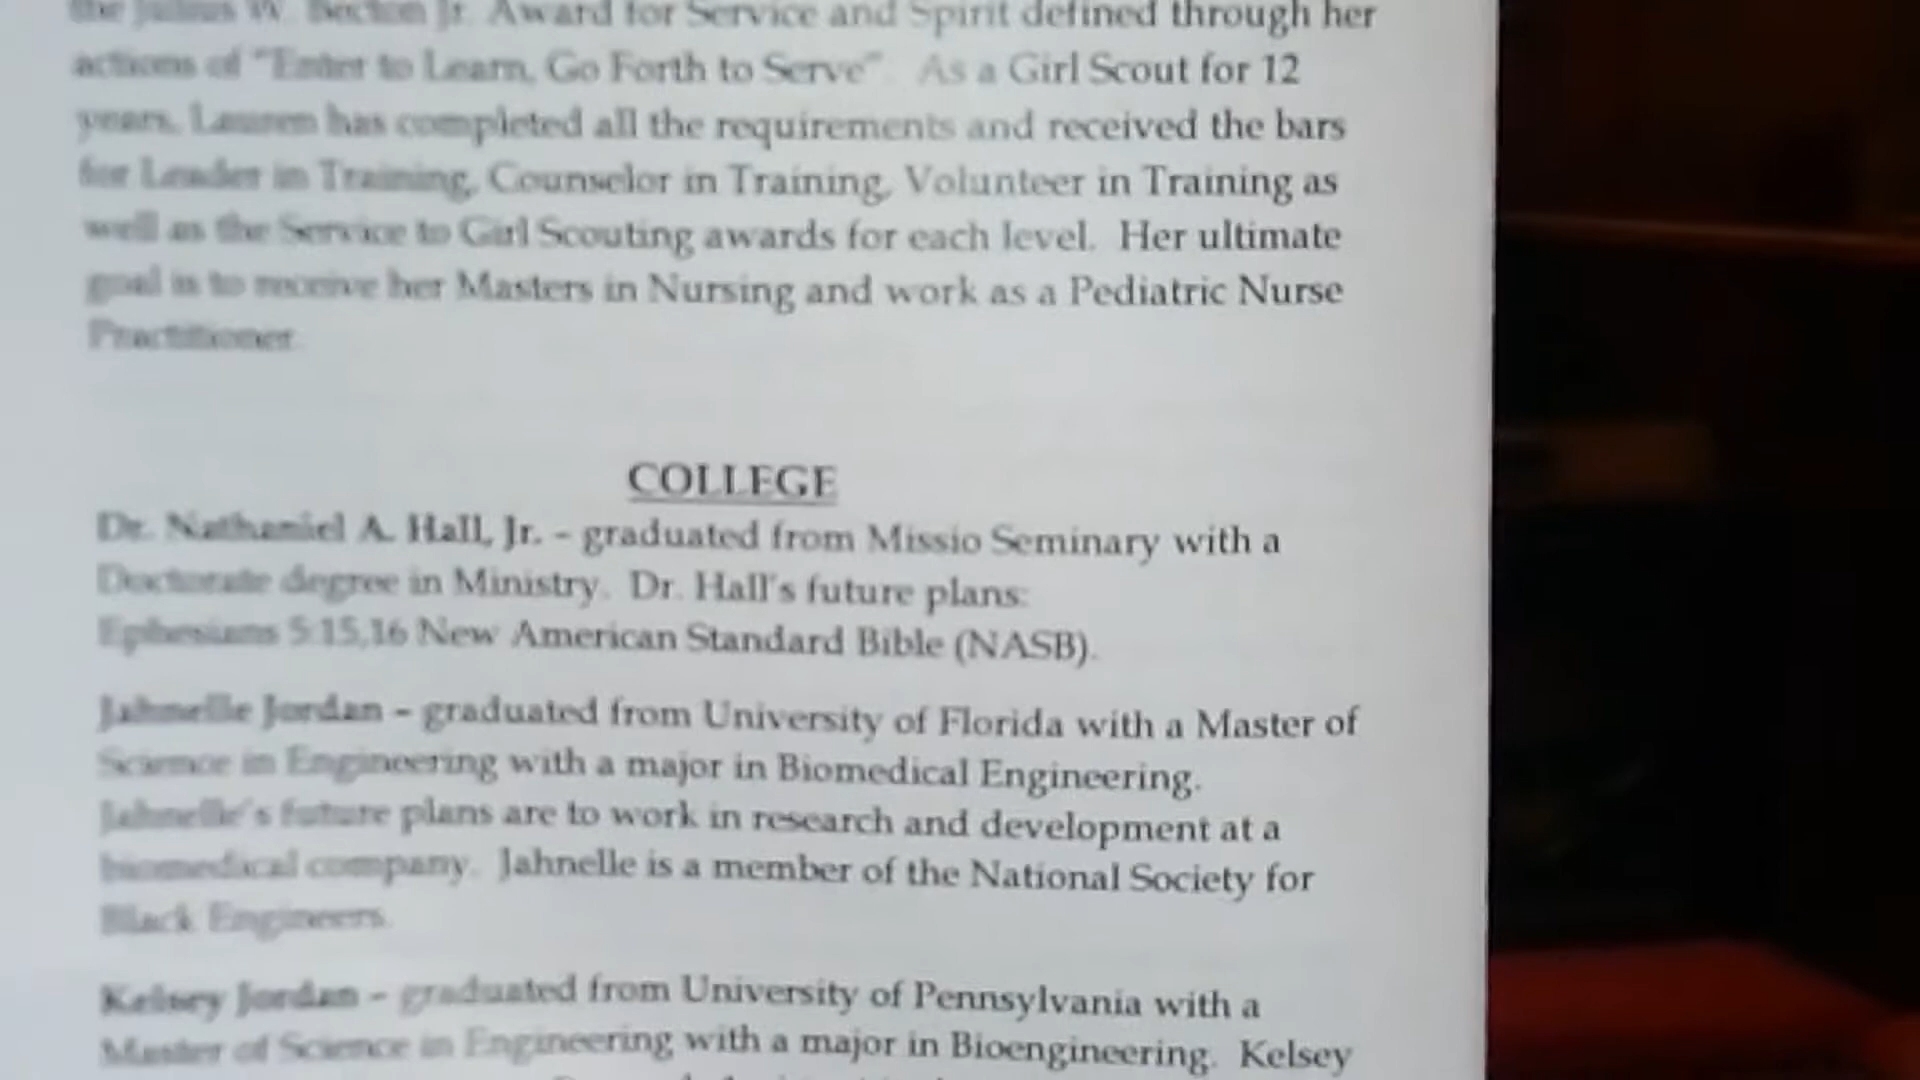 the Julius W. Becton Jr. Award for Service and Spirit defined through her
actions of "Enter to Learn, Go Forth to Serve". As a Girl Scout for 12
years, Lauren has completed all the requirements and received the bars
for Leader in Training, Counselor in Training, Volunteer in Training as
well as the Service to Girl Scouting awards for each level. Her ultimate
goal is to receive her Masters in Nursing and work as a Pediatric Nurse
Practitioner.
COLLEGE
Dr. Nathaniel A. Hall, Jr. – graduated from Missio Seminary with a
Doctorate degree in Ministry. Dr. Hall's future plans:
Ephesians 5:15,16 New American Standard Bible (NASB).
Jahnelle Jordan – graduated from University of Florida with a Master of
Science in Engineering with a major in Biomedical Engineering.
Jahnelle's future plans are to work in research and development at a
biomedical company. Jahnelle is a member of the National Society for
Black Engineers.
Kelsey Jordan – graduated from University of Pennsylvania with a
Master of Science in Engineering with a major in Bioengineering. Kelsey